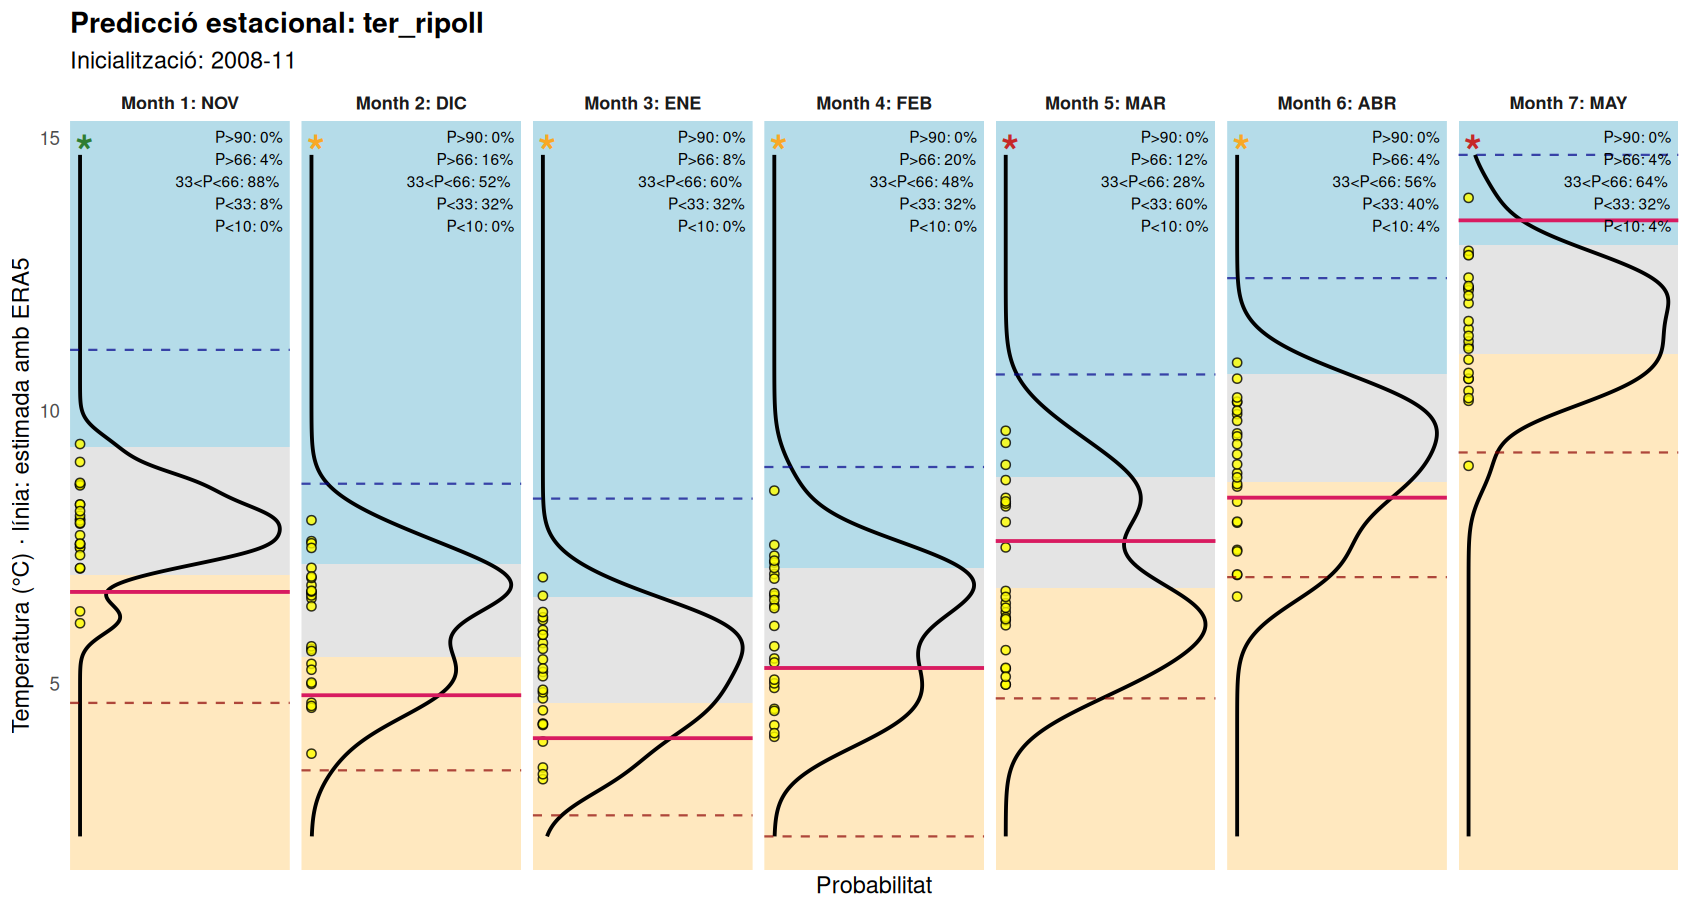 Predicció estacional: ter_ripoll
Inicialització: 2008-11
Month 1: NOV
Month 2: DIC
Month 3: ENE
Month 4: FEB
Month 5: MAR
Month 6: ABR
Month 7: MAY
Temperatura (°C) · línia: estimada amb ERA5
15
10
5
*
P>90: 0%
P>66: 4%
33<P<66: 88%
P<33: 8%
P<10: 0%
*
P>90: 0%
P>66: 16%
33<P<66: 52%
P<33: 32%
P<10: 0%
*
P>90: 0%
P>66: 8%
33<P<66: 60%
P<33: 32%
P<10: 0%
*
P>90: 0%
P>66: 20%
33<P<66: 48%
P<33: 32%
P<10: 0%
*
P>90: 0%
P>66: 12%
33<P<66: 28%
P<33: 60%
P<10: 0%
*
P>90: 0%
P>66: 4%
33<P<66: 56%
P<33: 40%
P<10: 4%
*
P>90: 0%
P>66: 4%
33<P<66: 64%
P<33: 32%
P<10: 4%
Probabilitat